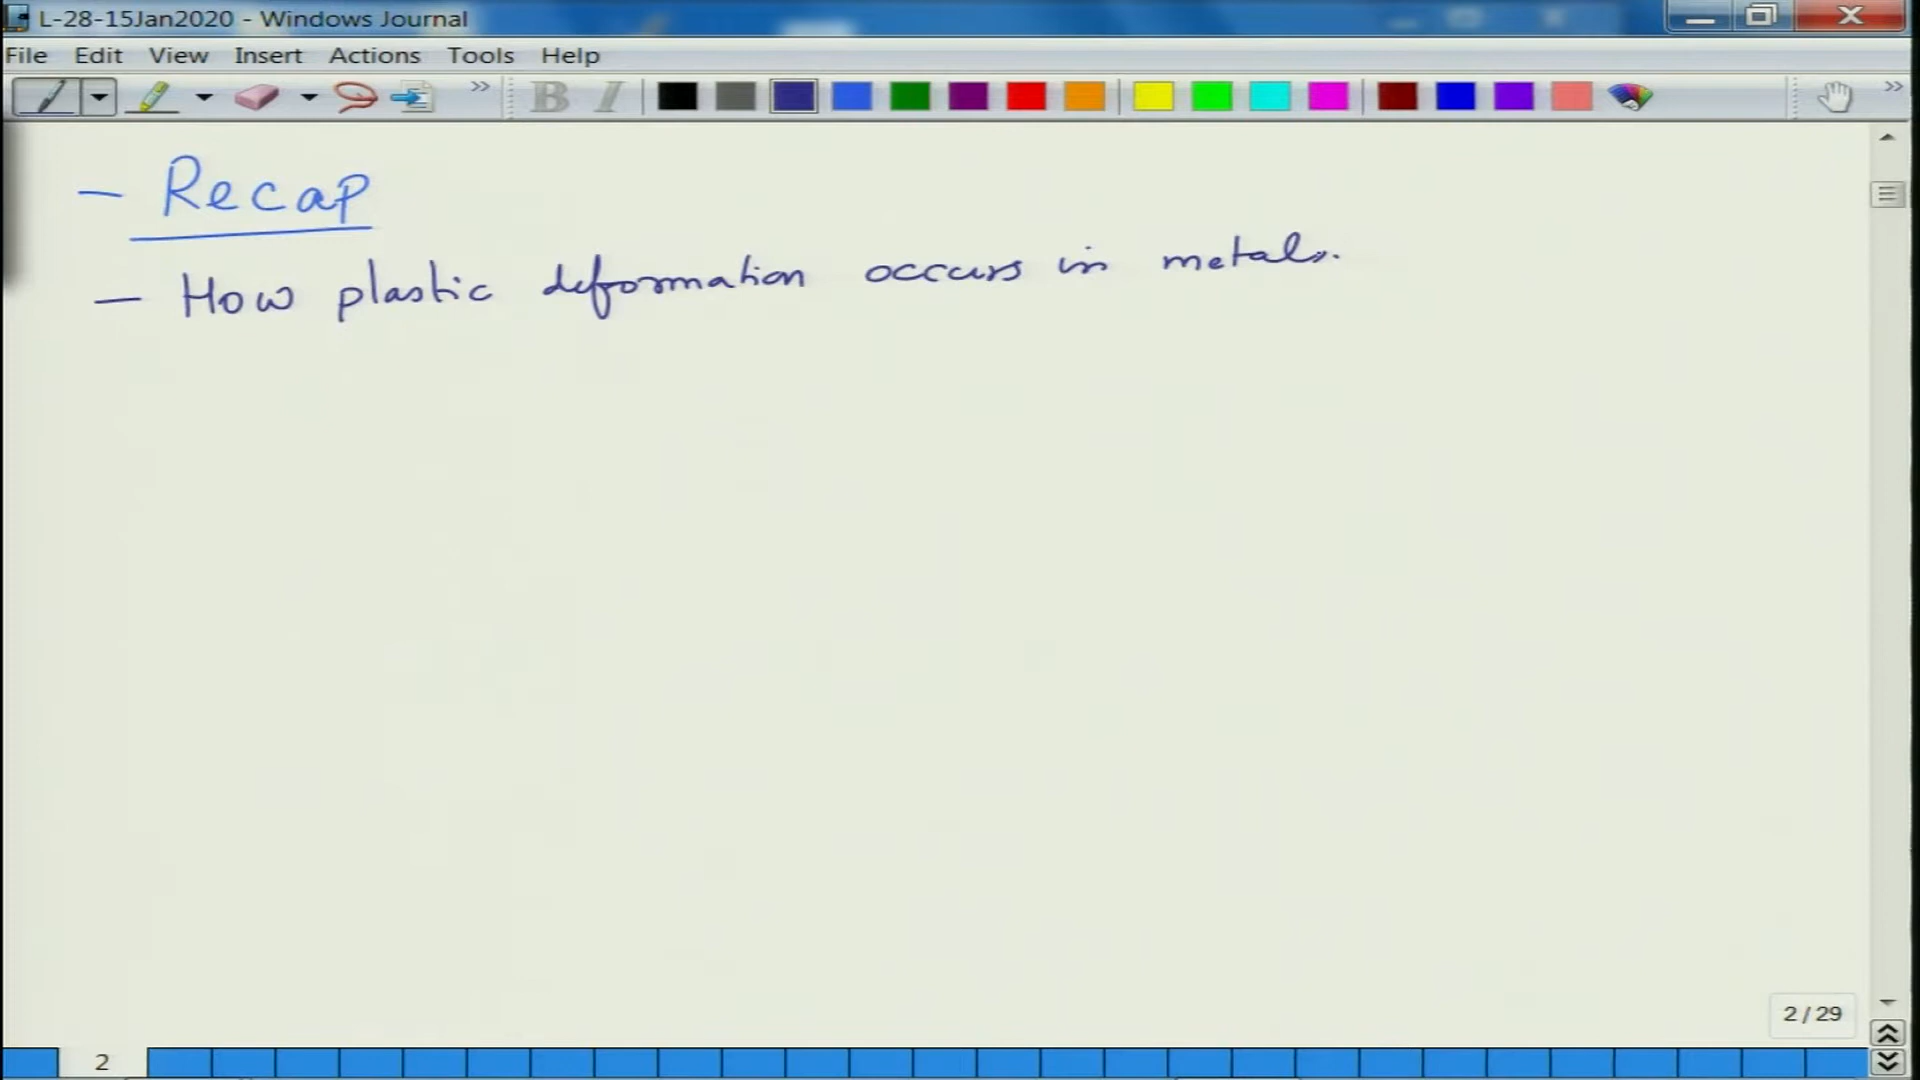 L-28-15Jan2020 - Windows Journal
File Edit View Insert Actions Tools Help
B I
- Recap
- How plastic deformation occurs in metals.
2 / 29
2